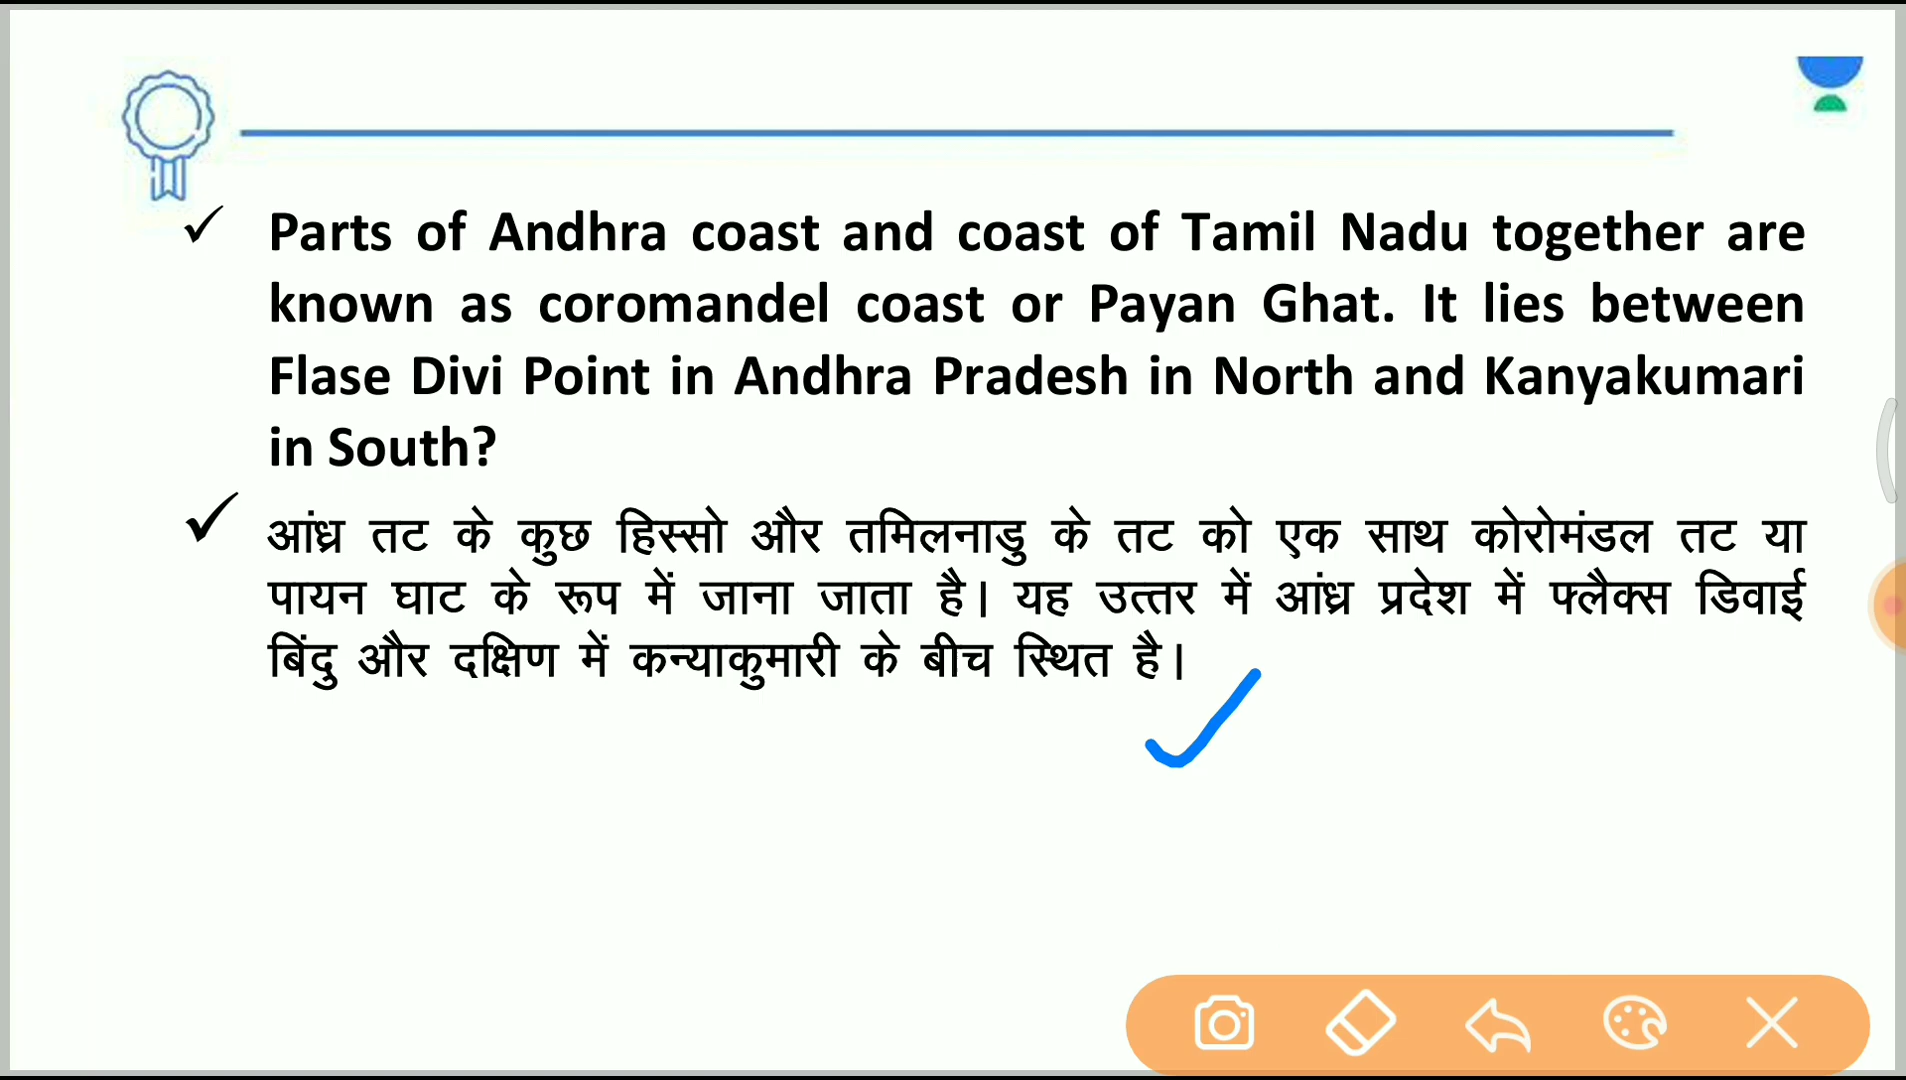 Parts of Andhra coast and coast of Tamil Nadu together are
known as coromandel coast or Payan Ghat. It lies between
Flase Divi Point in Andhra Pradesh in North and Kanyakumari
in South?
आंध्र तट के कुछ हिस्सो और तमिलनाडु के तट को एक साथ कोरोमंडल तट या
पायन घाट के रूप में जाना जाता है। यह उत्तर में आंध्र प्रदेश में फ्लैक्स डिवाई
बिंदु और दक्षिण में कन्याकुमारी के बीच स्थित है।